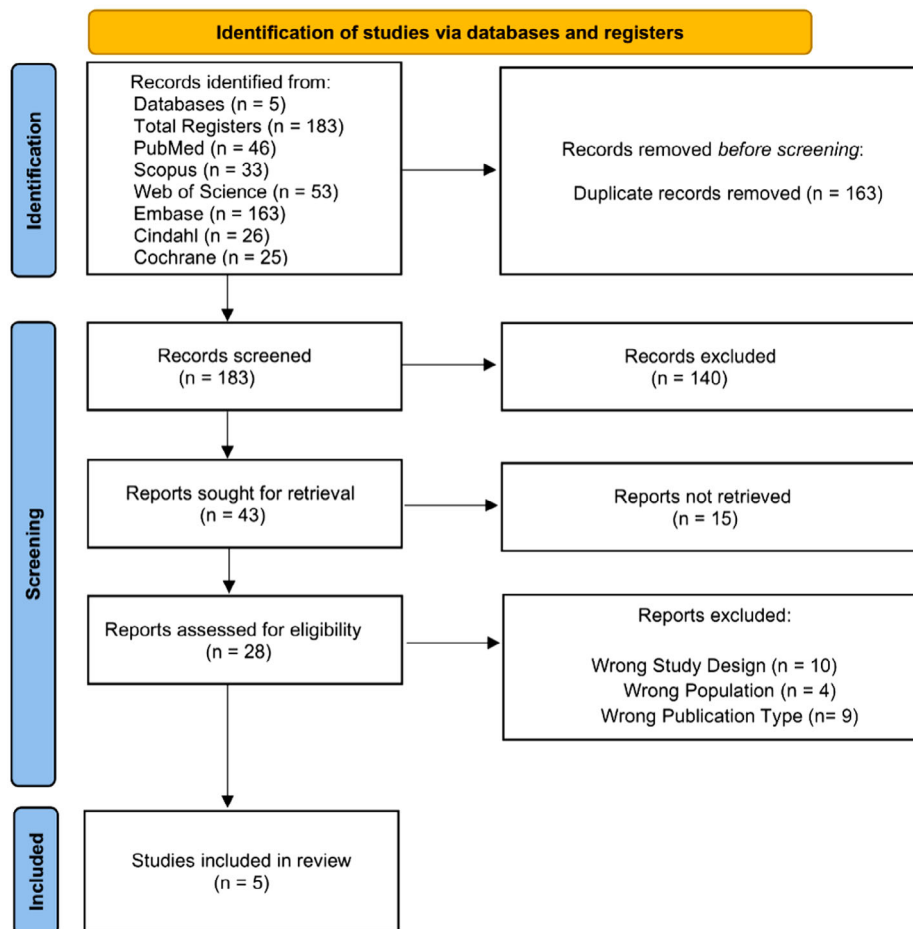 Identification of studies via databases and registers
Identification
Records identified from:
Databases (n = 5)
Total Registers (n = 183)
PubMed (n = 46)
Scopus (n = 33)
Web of Science (n = 53)
Embase (n = 163)
Cindahl (n = 26)
Cochrane (n = 25)
Records removed before screening:
Duplicate records removed (n = 163)
Screening
Records screened
(n = 183)
Records excluded
(n = 140)
Reports sought for retrieval
(n = 43)
Reports not retrieved
(n = 15)
Reports assessed for eligibility
(n = 28)
Reports excluded:
Wrong Study Design (n = 10)
Wrong Population (n = 4)
Wrong Publication Type (n= 9)
Included
Studies included in review
(n = 5)